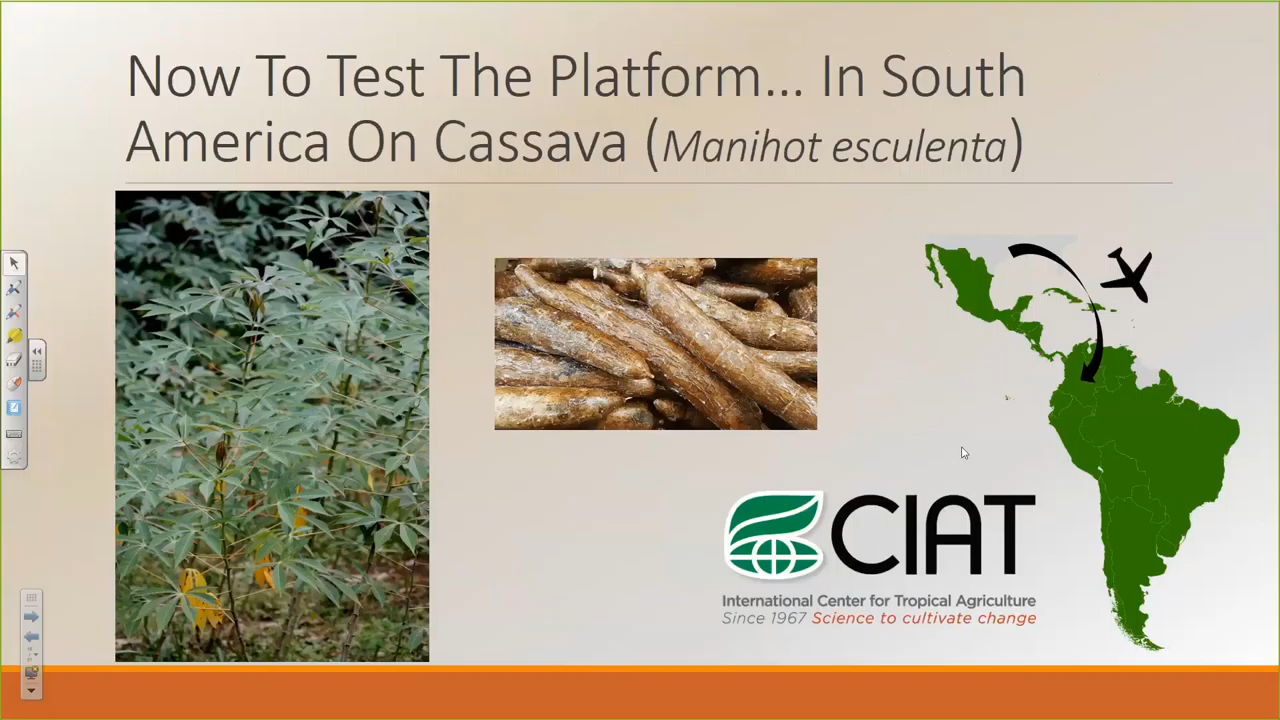 Now To Test The Platform... In South
America On Cassava (Manihot esculenta)
CIAT
International Center for Tropical Agriculture
Since 1967 Science to cultivate change